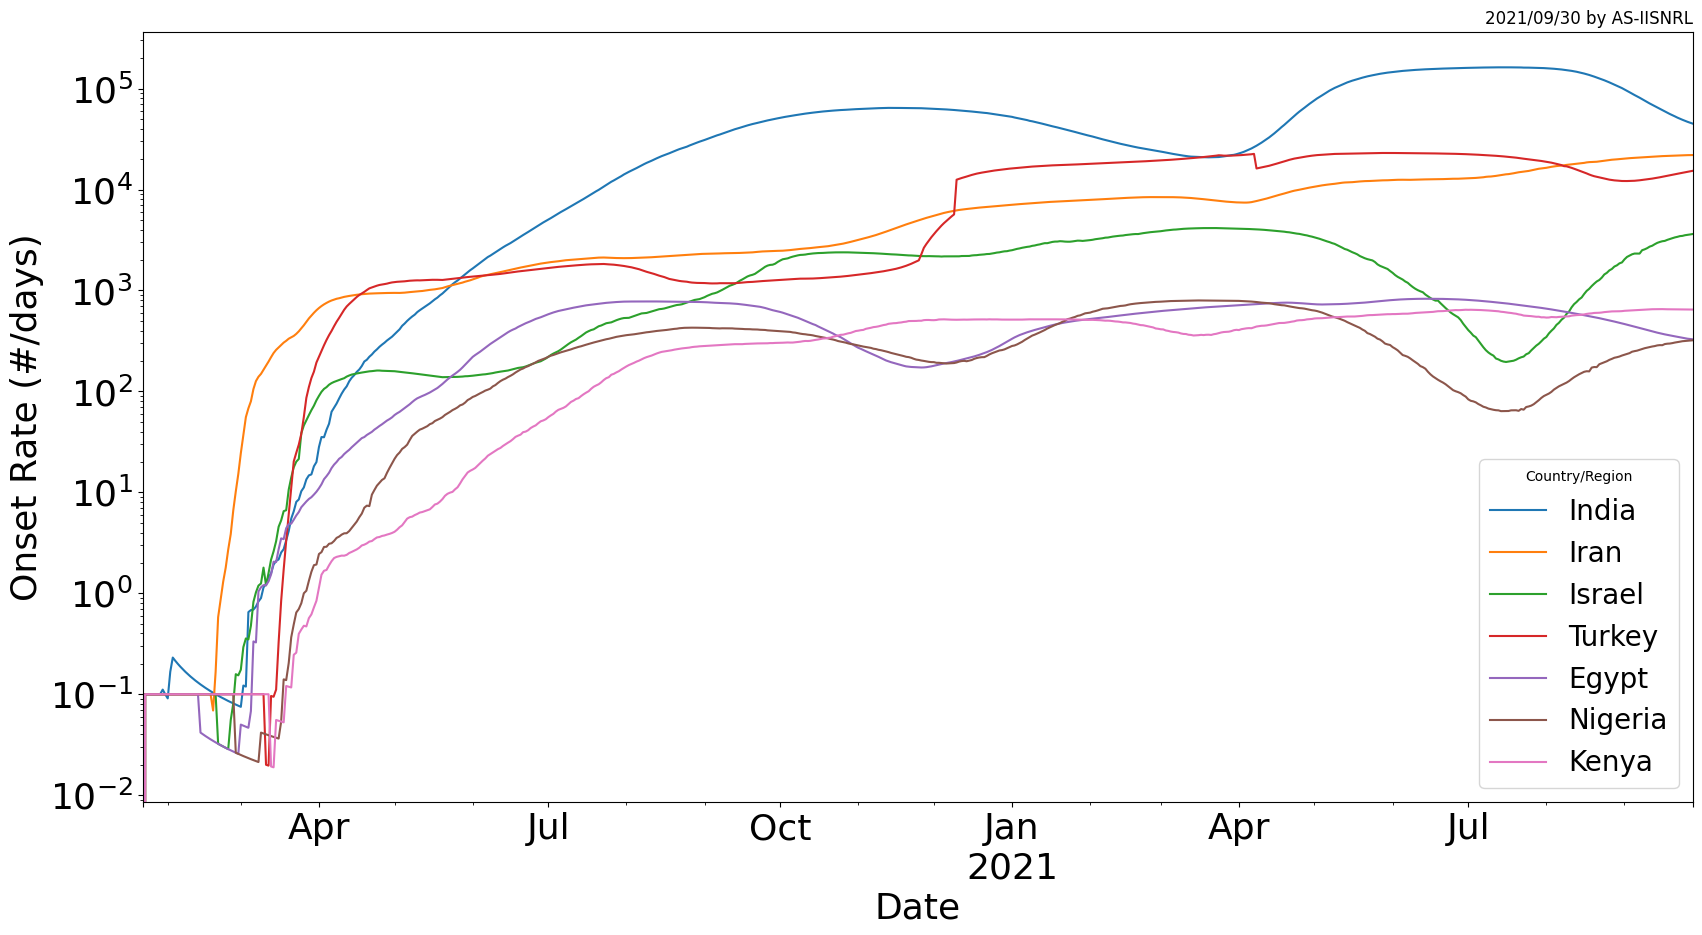 2021/09/30 by AS-IISNRL
Onset Rate (#/days)
10^5
10^4
10^3
10^2
10^1
10^0
10^-1
10^-2
Country/Region
India
Iran
Israel
Turkey
Egypt
Nigeria
Kenya
Apr Jul Oct Jan Apr Jul
2021
Date